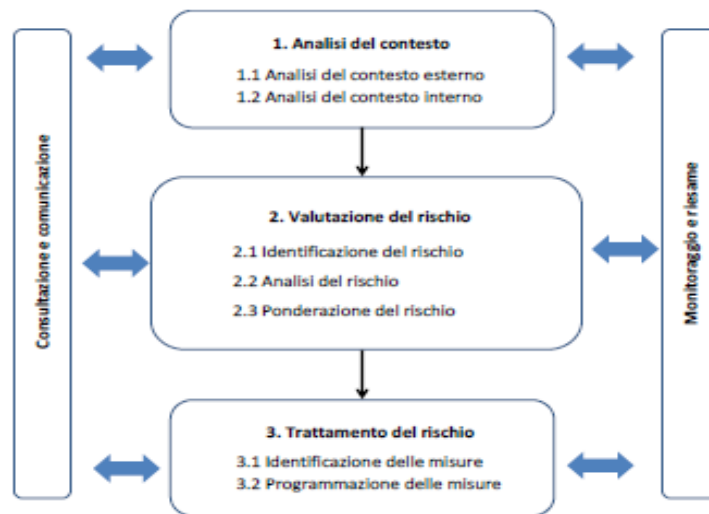 Consultazione e comunicazione
1. Analisi del contesto
1.1 Analisi del contesto esterno
1.2 Analisi del contesto interno
2. Valutazione del rischio
2.1 Identificazione del rischio
2.2 Analisi del rischio
2.3 Ponderazione del rischio
3. Trattamento del rischio
3.1 Identificazione delle misure
3.2 Programmazione delle misure
Monitoraggio e riesame